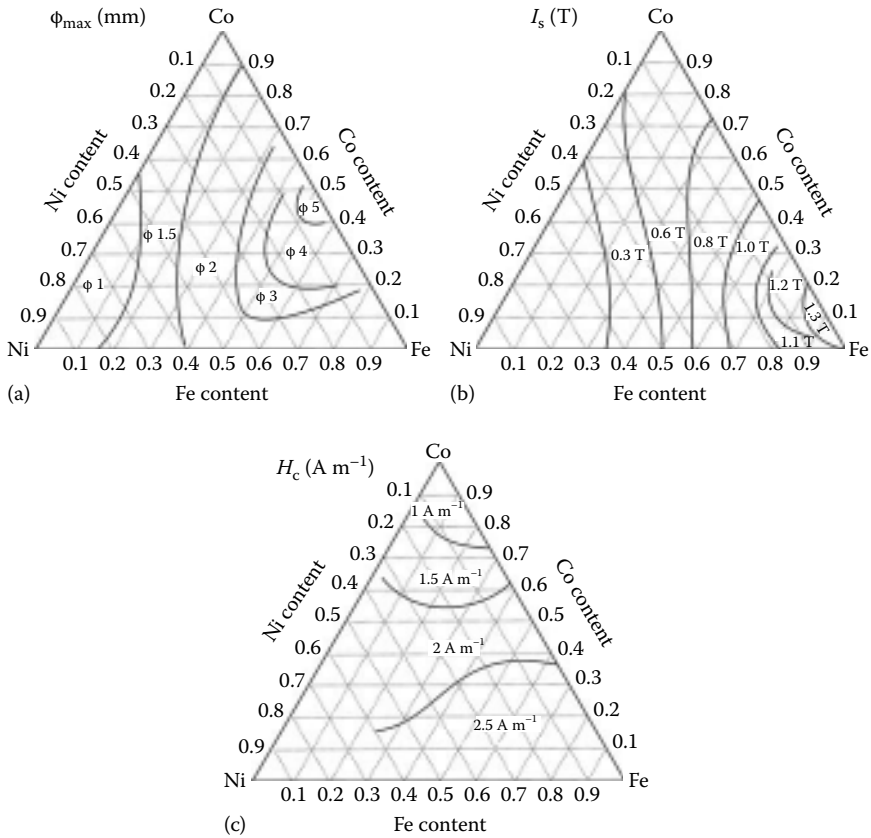 ϕmax (mm)
Co
0.1
0.9
0.2
0.8
0.3
0.7
0.4
0.6
0.5
0.5
0.6
0.4
0.7
0.3
0.8
0.2
0.9
0.1
Ni content
Co content
ϕ 1
ϕ 1.5
ϕ 2
ϕ 3
ϕ 4
ϕ 5
Ni
Fe
0.1 0.2 0.3 0.4 0.5 0.6 0.7 0.8 0.9
(a)
Fe content
Is (T)
Co
0.1
0.9
0.2
0.8
0.3
0.7
0.4
0.6
0.5
0.5
0.6
0.4
0.7
0.3
0.8
0.2
0.9
0.1
Ni content
Co content
0.3 T
0.6 T
0.8 T
1.0 T
1.2 T
1.3 T
1.1 T
Ni
Fe
0.1 0.2 0.3 0.4 0.5 0.6 0.7 0.8 0.9
(b)
Fe content
Hc (A m−1)
Co
0.1
0.9
0.2
0.8
0.3
0.7
0.4
0.6
0.5
0.5
0.6
0.4
0.7
0.3
0.8
0.2
0.9
0.1
Ni content
Co content
1 A m−1
1.5 A m−1
2 A m−1
2.5 A m−1
Ni
Fe
0.1 0.2 0.3 0.4 0.5 0.6 0.7 0.8 0.9
(c)
Fe content